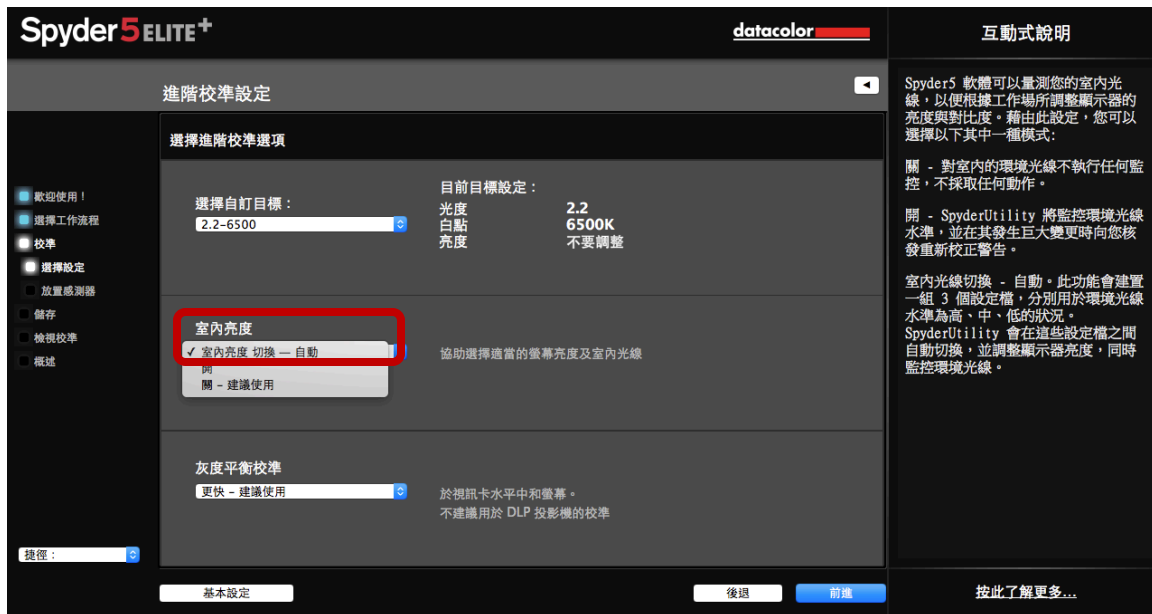 Spyder5ELITE+
datacolor
互動式說明
進階校準設定
◄
選擇進階校準選項
歡迎使用！
選擇工作流程
校準
選擇設定
放置感測器
儲存
檢視校準
概述
捷徑：
選擇自訂目標：
2.2-6500
目前目標設定：
光度 2.2
白點 6500K
亮度 不要調整
室內亮度
✓ 室內亮度 切換 — 自動
開
關 – 建議使用
協助選擇適當的螢幕亮度及室內光線
灰度平衡校準
更快 – 建議使用
於視訊卡水平中和螢幕。
不建議用於 DLP 投影機的校準
基本設定
後退
前進
Spyder5 軟體可以量測您的室內光
線，以便根據工作場所調整顯示器的
亮度與對比度。藉由此設定，您可以
選擇以下其中一種模式:
關 - 對室內的環境光線不執行任何監
控，不採取任何動作。
開 - SpyderUtility 將監控環境光線
水準，並在其發生巨大變更時向您核
發重新校正警告。
室內光線切換 - 自動。此功能會建置
一組 3 個設定檔，分別用於環境光線
水準為高、中、低的狀況。
SpyderUtility 會在這些設定檔之間
自動切換，並調整顯示器亮度，同時
監控環境光線。
按此了解更多...